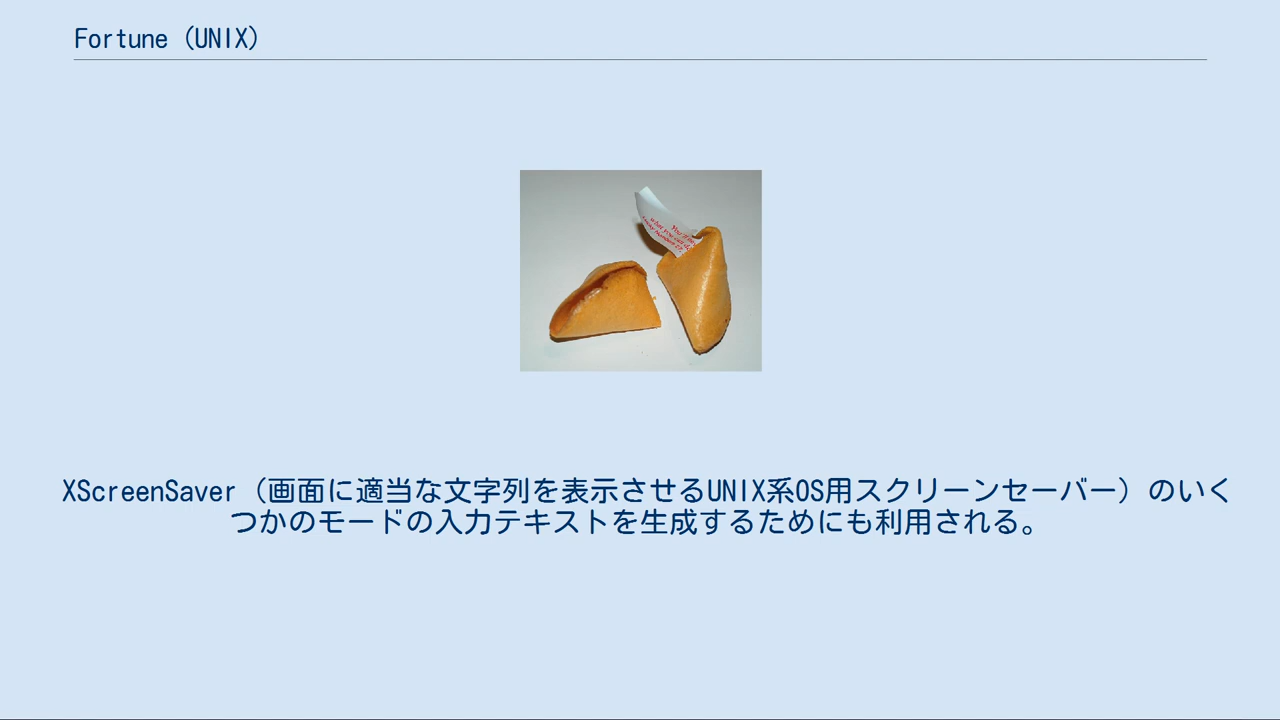 Fortune（UNIX）
XScreenSaver（画面に適当な文字列を表示させるUNIX系OS用スクリーンセーバー）のいく
つかのモードの入力テキストを生成するためにも利用される。